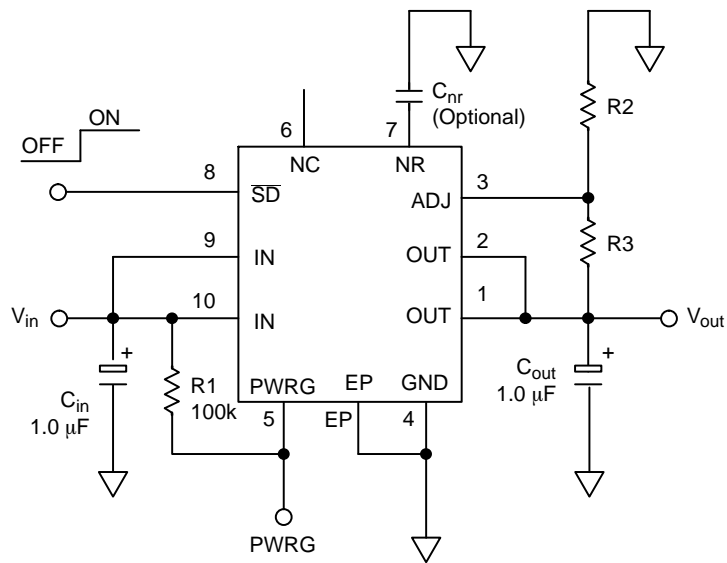 ON
OFF
C_nr
(Optional)
R2
6
7
NC
NR
8
SD
3
ADJ
9
IN
2
OUT
R3
V_in
10
IN
1
OUT
V_out
+
+
C_in
1.0 μF
R1
100k
PWRG
EP
GND
C_out
1.0 μF
5
EP
4
PWRG